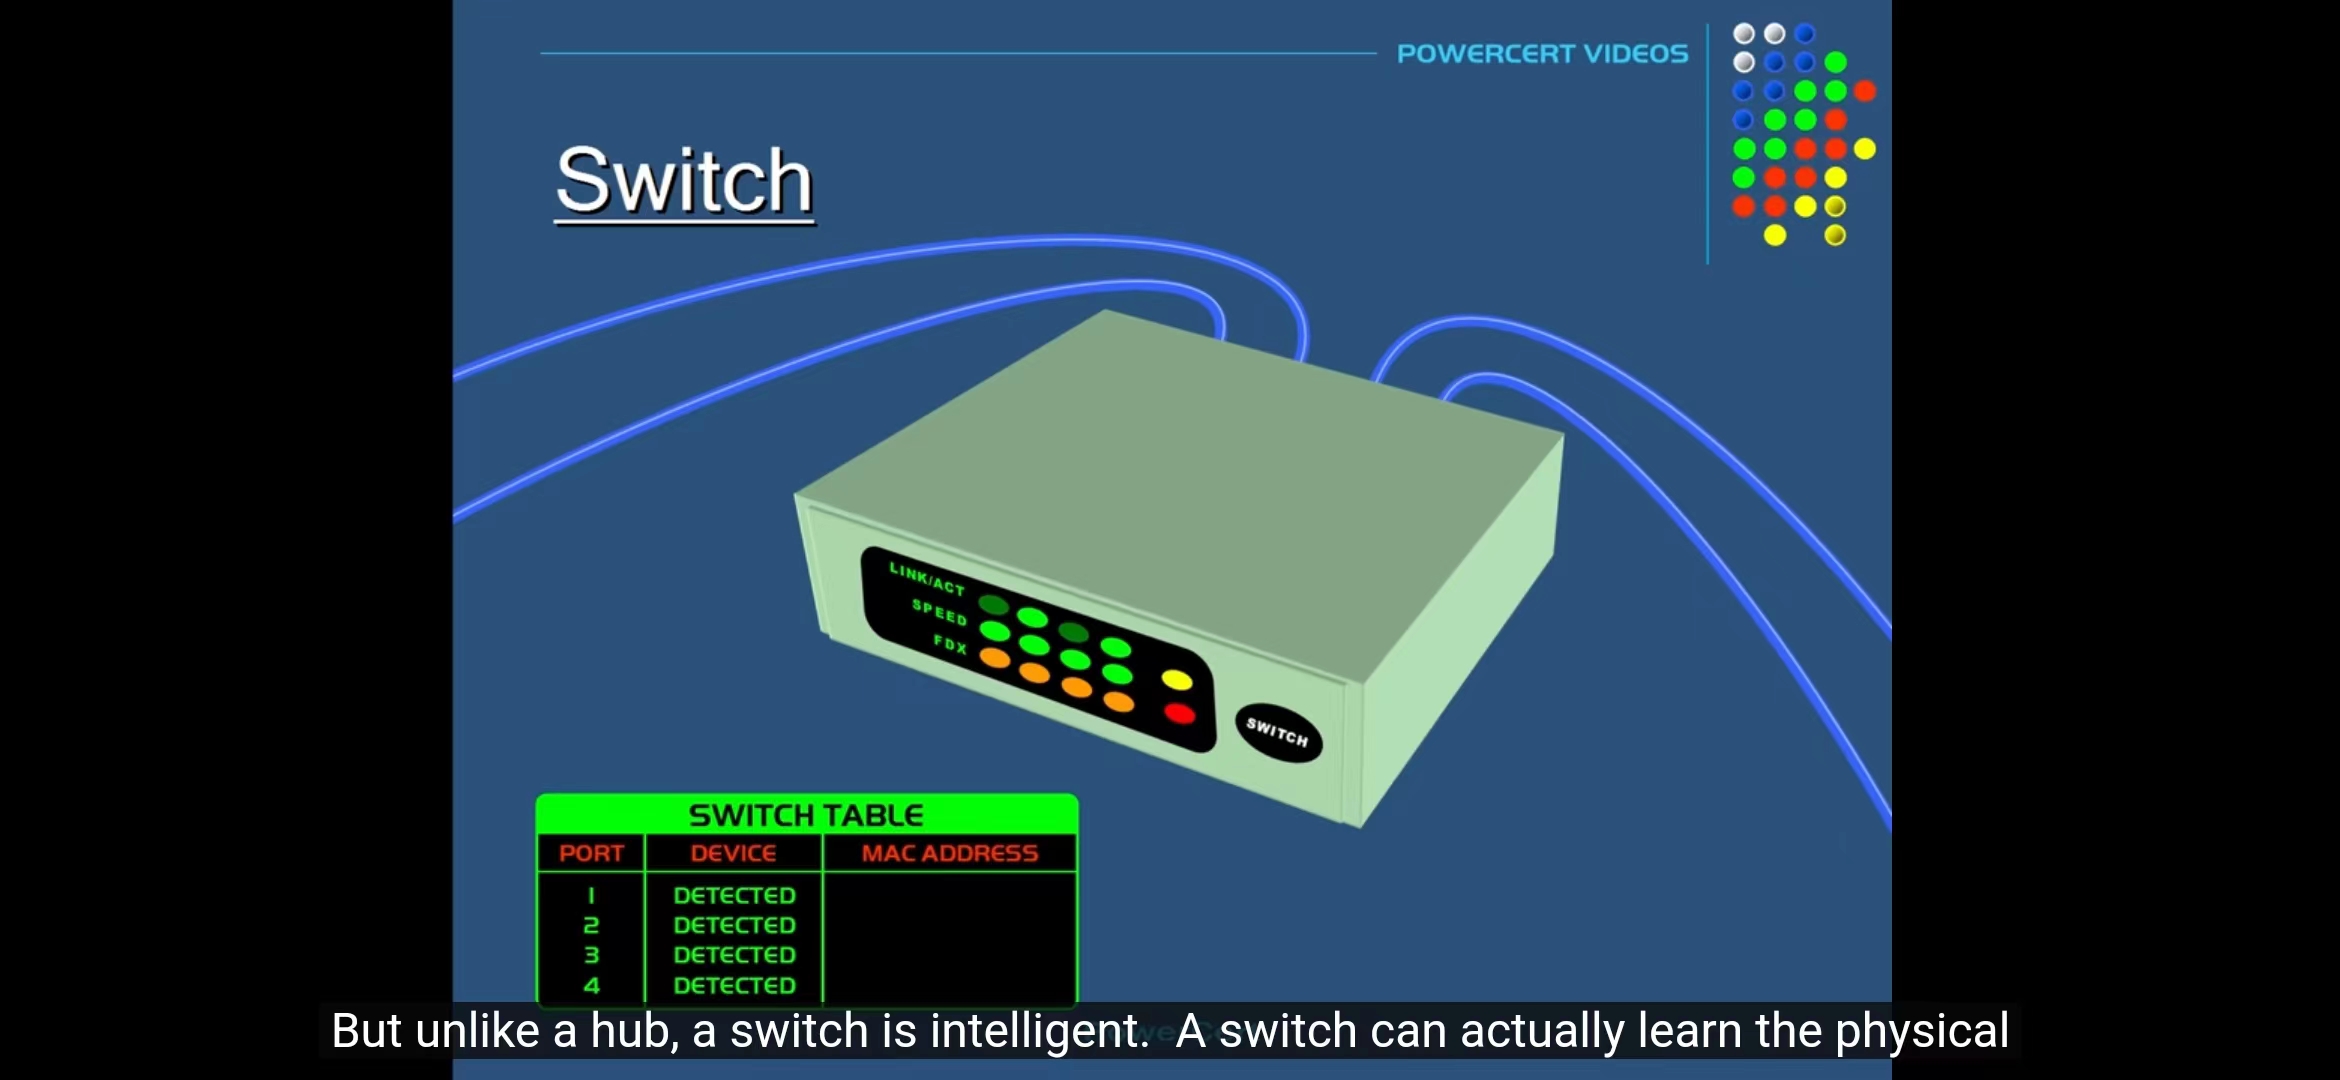 POWERCERT VIDEOS
Switch
LINK/ACT
SPEED
FDX
SWITCH
SWITCH TABLE
PORT DEVICE MAC ADDRESS
1 DETECTED
2 DETECTED
3 DETECTED
4 DETECTED
But unlike a hub, a switch is intelligent. A switch can actually learn the physical